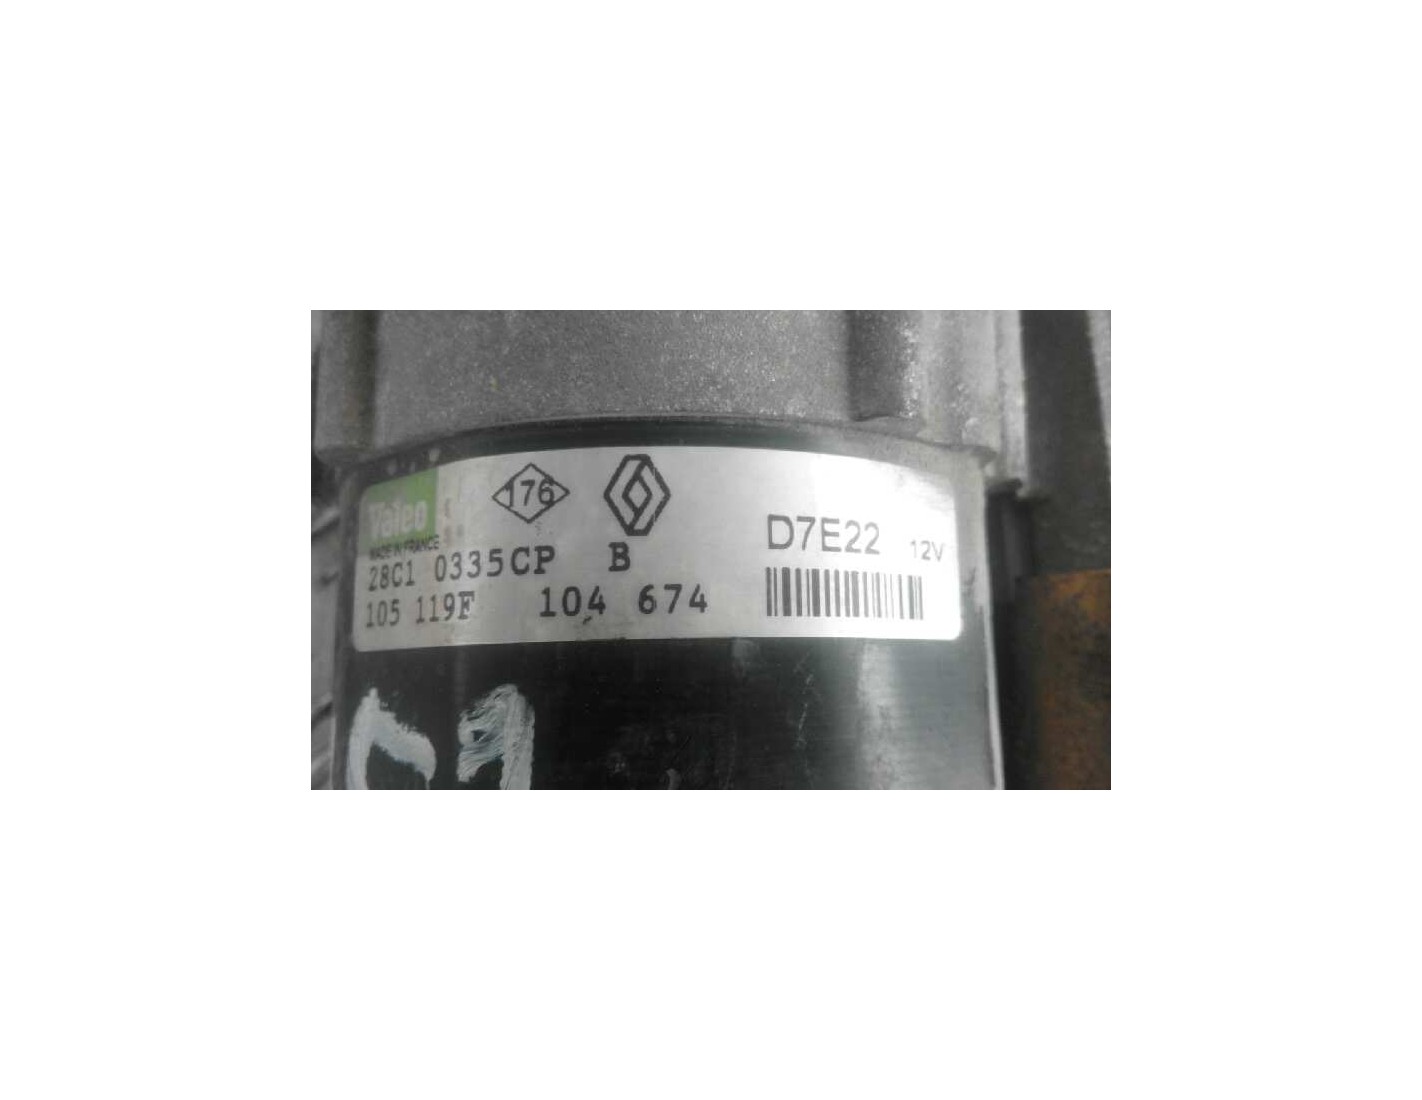 Valeo
MADE IN FRANCE
176
D7E22 12V
28C1 0335CP B
105 119F 104 674